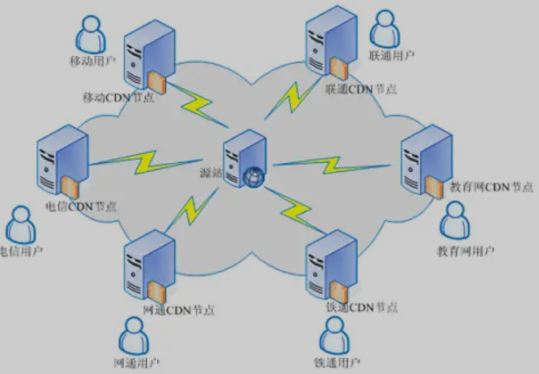 移动用户
联通用户
移动CDN节点
联通CDN节点
源站
教育网CDN节点
电信CDN节点
电信用户
教育网用户
网通CDN节点
铁通CDN节点
网通用户
铁通用户